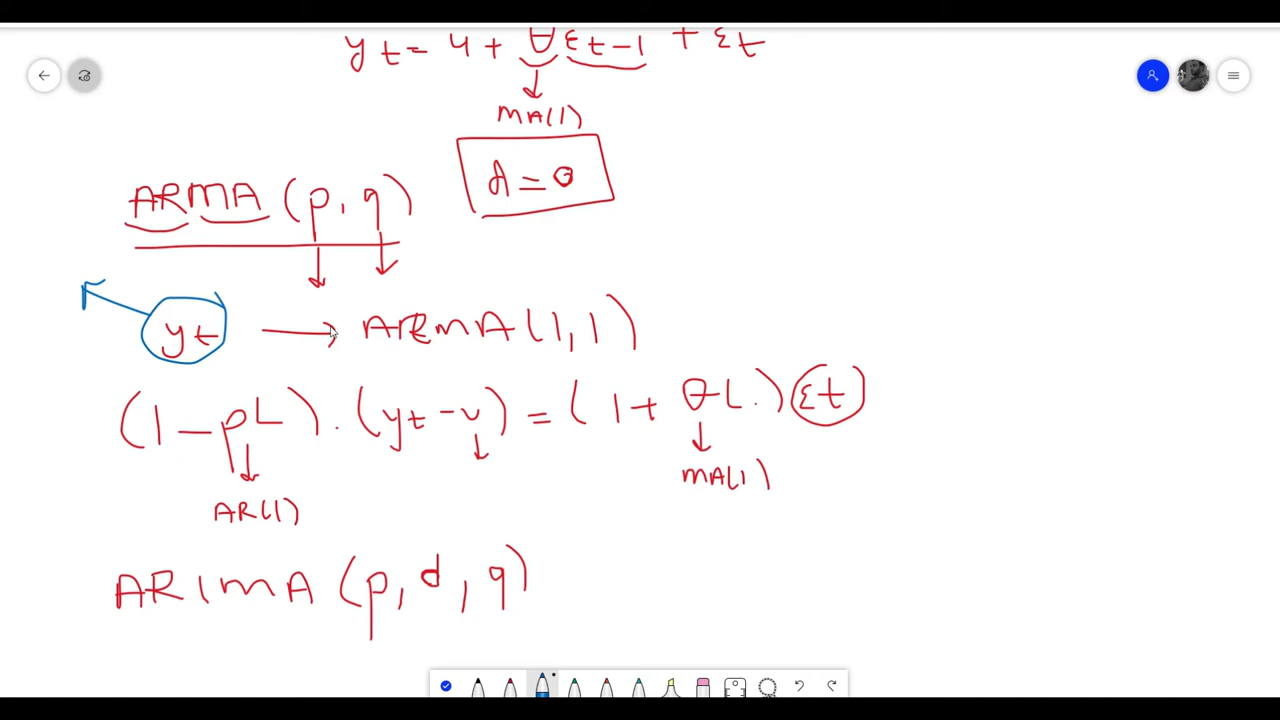 yt = μ + θεt-1 + εt
MA(1)
d = 0
ARMA (p, q)
yt → ARMA(1,1)
(1 - ρL) · (yt - μ) = (1 + θL.) εt
MA(1)
AR(1)
ARIMA (p, d, q)